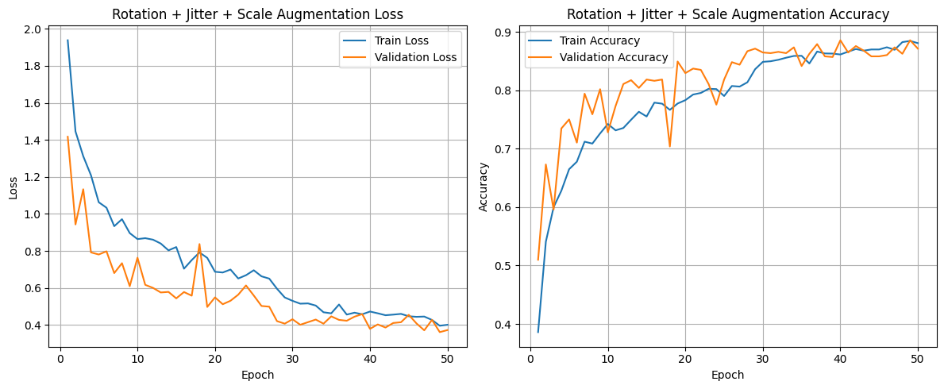 Rotation + Jitter + Scale Augmentation Loss
2.0
1.8
1.6
1.4
1.2
1.0
0.8
0.6
0.4
Loss
0
10
20
30
40
50
Epoch
Train Loss
Validation Loss
Rotation + Jitter + Scale Augmentation Accuracy
0.9
0.8
0.7
0.6
0.5
0.4
Accuracy
0
10
20
30
40
50
Epoch
Train Accuracy
Validation Accuracy